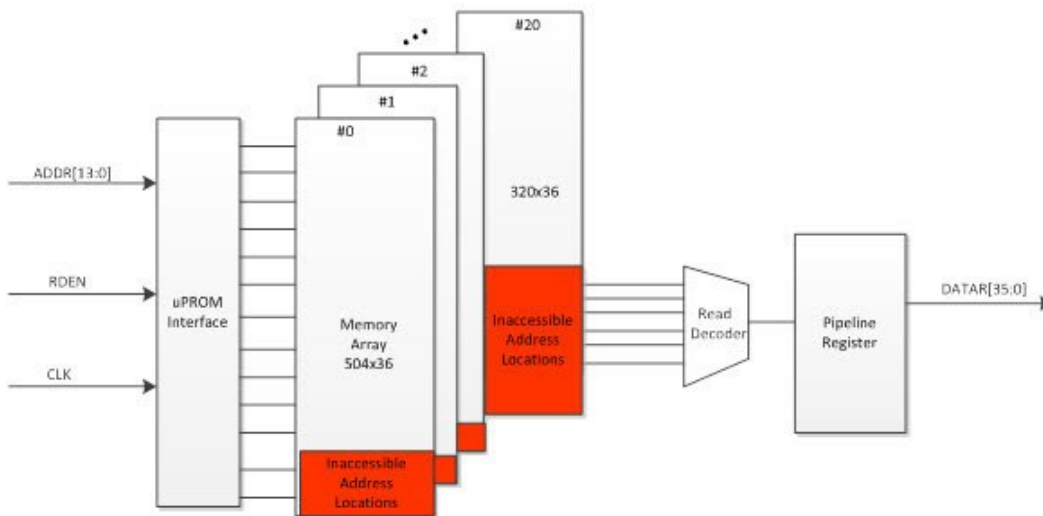 #20
#2
#1
#0
ADDR[13:0]
320x36
RDEN
DATAR[35:0]
uPROM
Interface
Memory
Array
504x36
Inaccessible
Address
Locations
Read
Decoder
Pipeline
Register
CLK
Inaccessible
Address
Locations